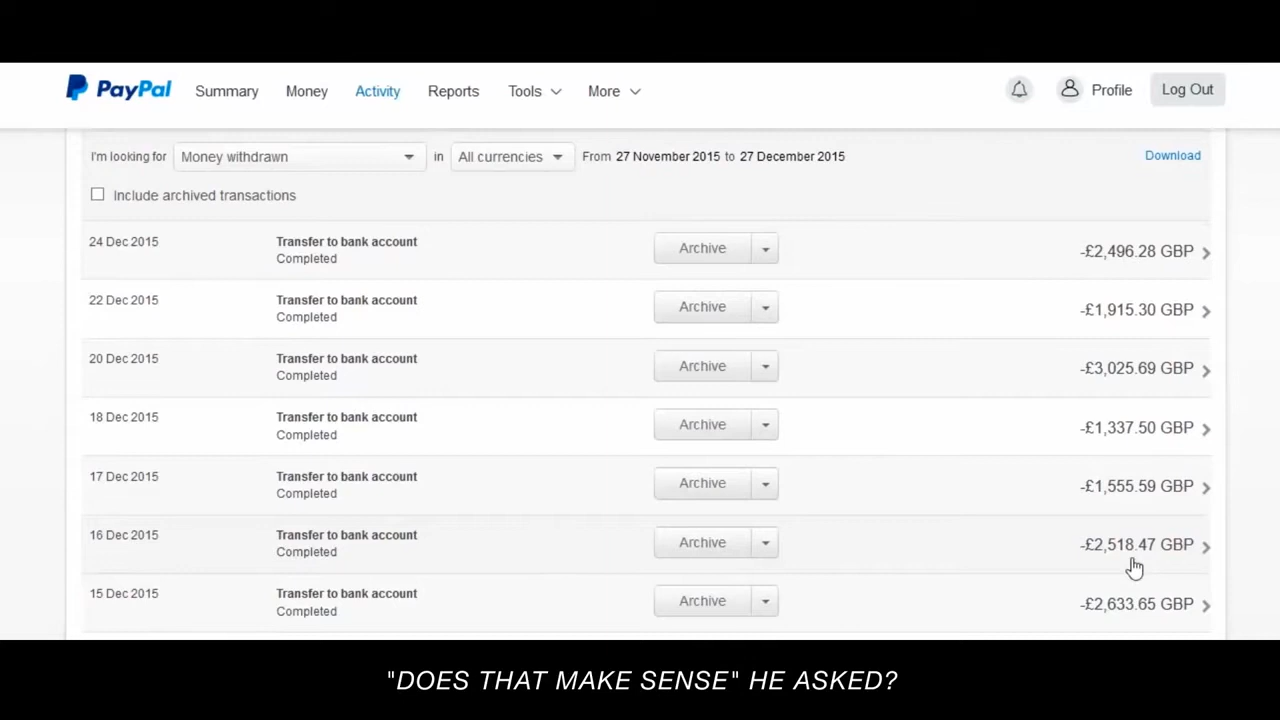 PayPal Summary Money Activity Reports Tools More Profile Log Out
I'm looking for Money withdrawn in All currencies From 27 November 2015 to 27 December 2015 Download
Include archived transactions
24 Dec 2015 Transfer to bank account Archive -£2,496.28 GBP
Completed
22 Dec 2015 Transfer to bank account Archive -£1,915.30 GBP
Completed
20 Dec 2015 Transfer to bank account Archive -£3,025.69 GBP
Completed
18 Dec 2015 Transfer to bank account Archive -£1,337.50 GBP
Completed
17 Dec 2015 Transfer to bank account Archive -£1,555.59 GBP
Completed
16 Dec 2015 Transfer to bank account Archive -£2,518.47 GBP
Completed
15 Dec 2015 Transfer to bank account Archive -£2,633.65 GBP
Completed
"DOES THAT MAKE SENSE" HE ASKED?